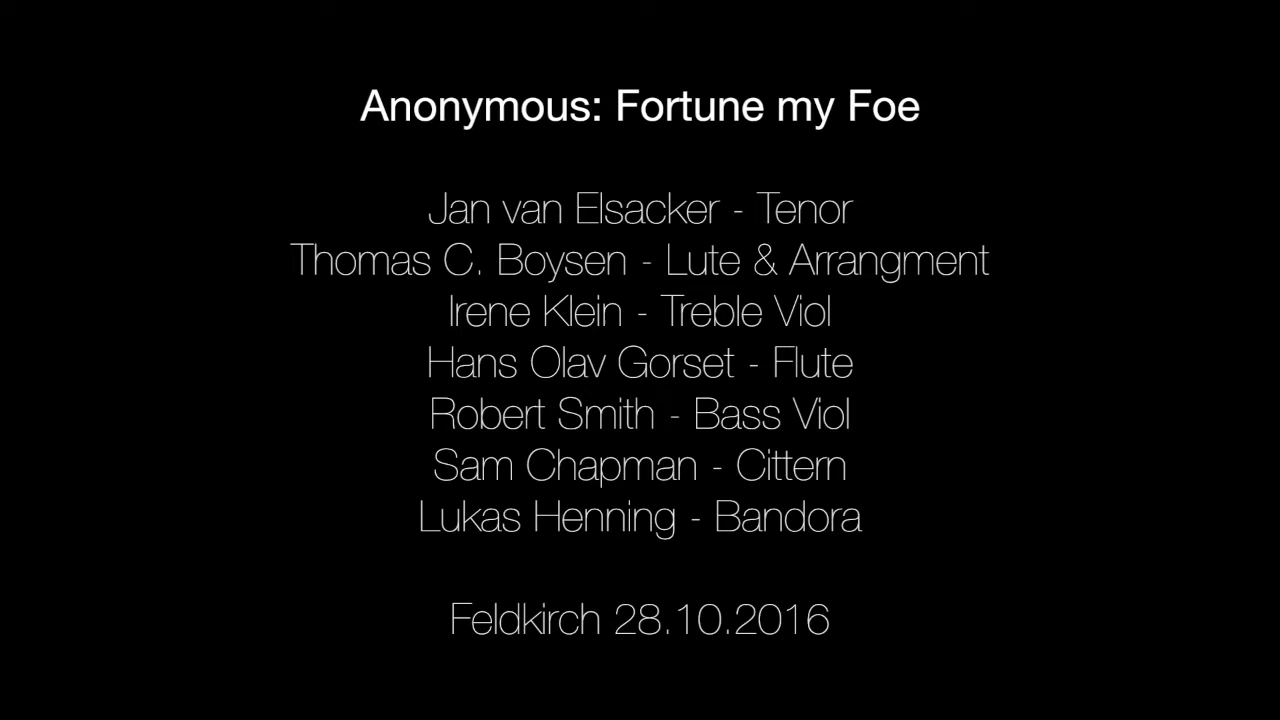 Anonymous: Fortune my Foe
Jan van Elsacker - Tenor
Thomas C. Boysen - Lute & Arrangment
Irene Klein - Treble Viol
Hans Olav Gorset - Flute
Robert Smith - Bass Viol
Sam Chapman - Cittern
Lukas Henning - Bandora
Feldkirch 28.10.2016